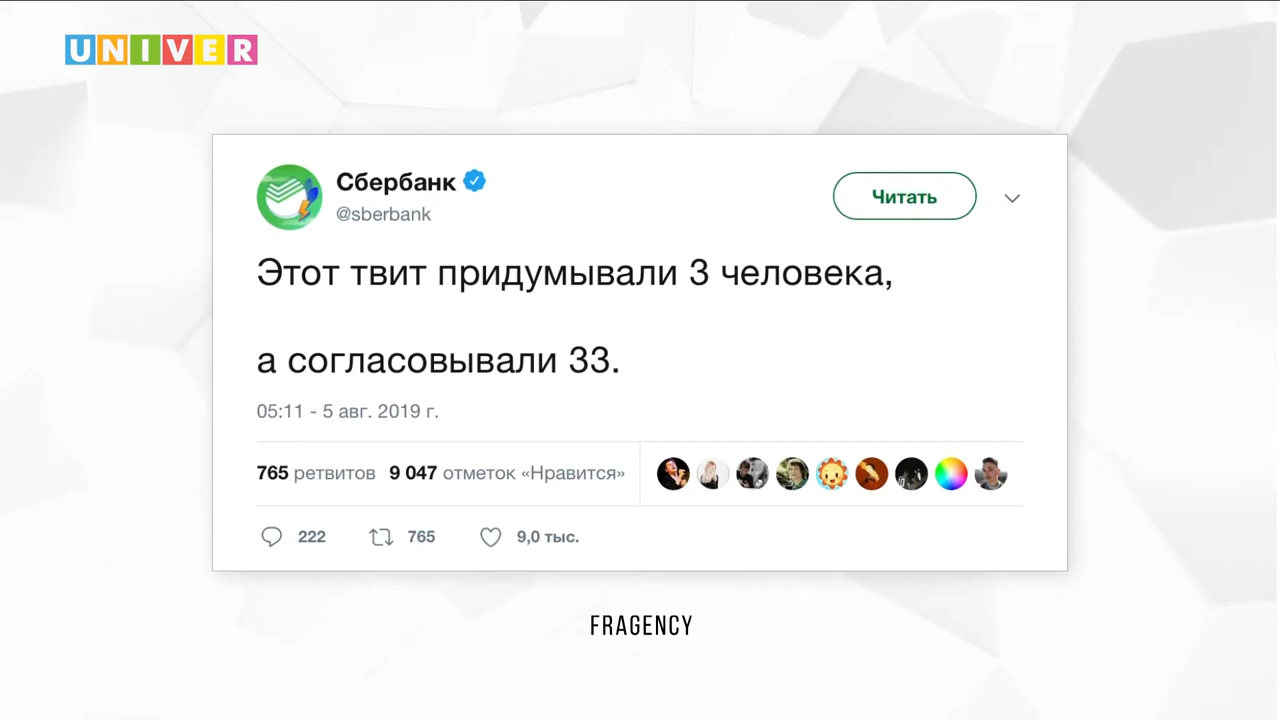 UNIVER
Сбербанк
@sberbank
Читать
Этот твит придумывали 3 человека,
а согласовывали 33.
05:11 - 5 авг. 2019 г.
765 ретвитов 9 047 отметок «Нравится»
222 765 9,0 тыс.
FRAGENCY